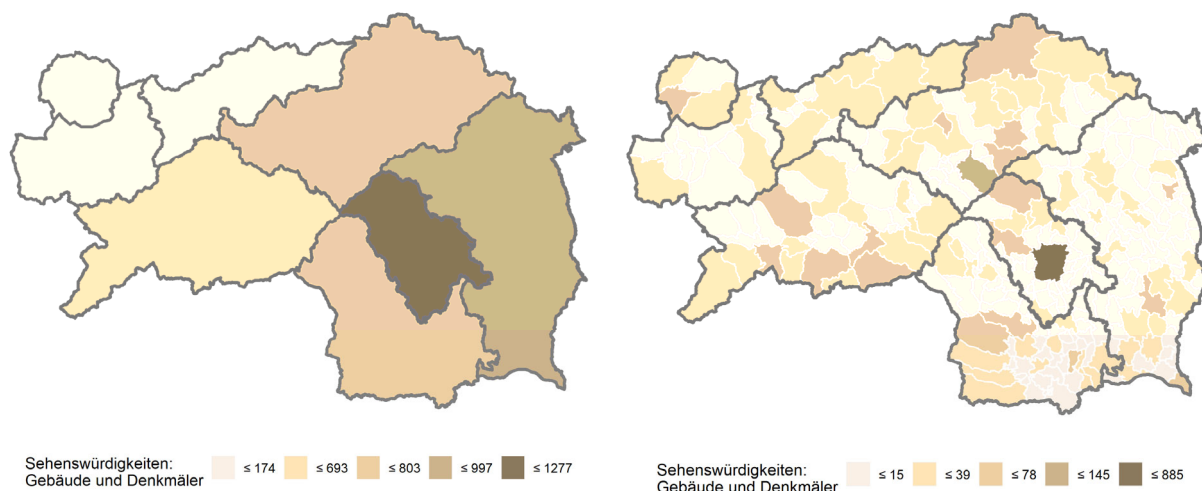 Sehenswürdigkeiten:
Gebäude und Denkmäler
≤ 174
≤ 693
≤ 803
≤ 997
≤ 1277
Sehenswürdigkeiten:
Gebäude und Denkmäler
≤ 15
≤ 39
≤ 78
≤ 145
≤ 885